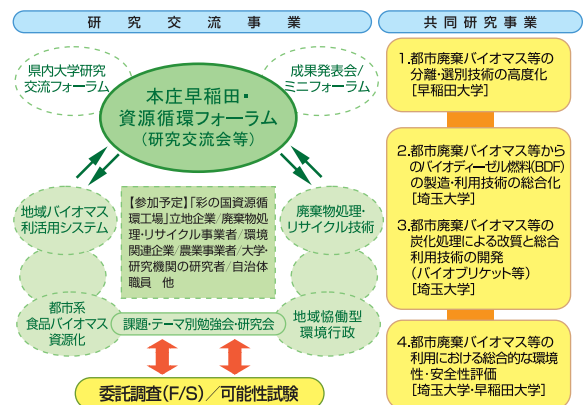 研究交流事業
県内大学研究
交流フォーラム
成果発表会/
ミニフォーラム
本庄早稲田・
資源循環フォーラム
(研究交流会等)
地域バイオマス
利活用システム
【参加予定】「彩の国資源循
環工場」立地企業/廃棄物処
理・リサイクル事業者/環境
関連企業/農業事業者/大学・
研究機関の研究者/自治体
職員 他
廃棄物処理・
リサイクル技術
都市系
食品バイオマス
資源化
課題・テーマ別勉強会・研究会
地域恊働型
環境行政
委託調査(F/S)/可能性試験
共同研究事業
1.都市廃棄バイオマス等の
分離・選別技術の高度化
[早稲田大学]
2.都市廃棄バイオマス等から
のバイオディーゼル燃料(BDF)
の製造・利用技術の総合化
[埼玉大学]
3.都市廃棄バイオマス等の
炭化処理による改質と総合
利用技術の開発
(バイオブリケット等)
[埼玉大学]
4.都市廃棄バイオマス等の
利用における総合的な環境
性・安全性評価
[埼玉大学・早稲田大学]